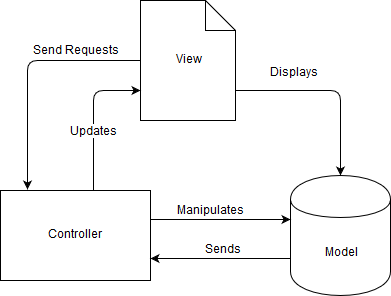 Send Requests
View
Displays
Updates
Manipulates
Controller
Sends
Model